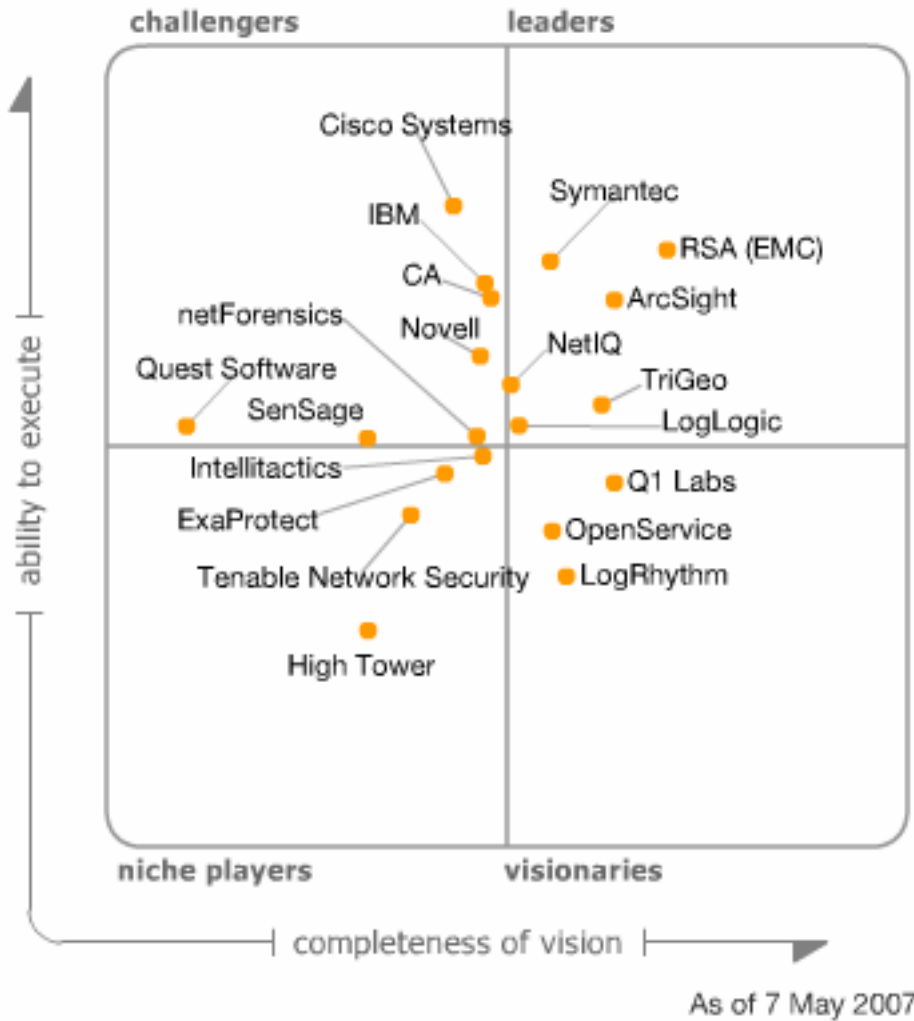 challengers
leaders
Cisco Systems
Symantec
IBM
RSA (EMC)
CA
ArcSight
netForensics
Novell
NetIQ
Quest Software
TriGeo
SenSage
LogLogic
Intellitactics
Q1 Labs
ExaProtect
OpenService
Tenable Network Security
LogRhythm
High Tower
ability to execute
niche players
visionaries
completeness of vision
As of 7 May 2007